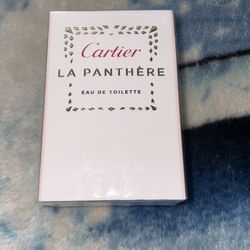 Cartier
LA PANTHÈRE
EAU DE TOILETTE